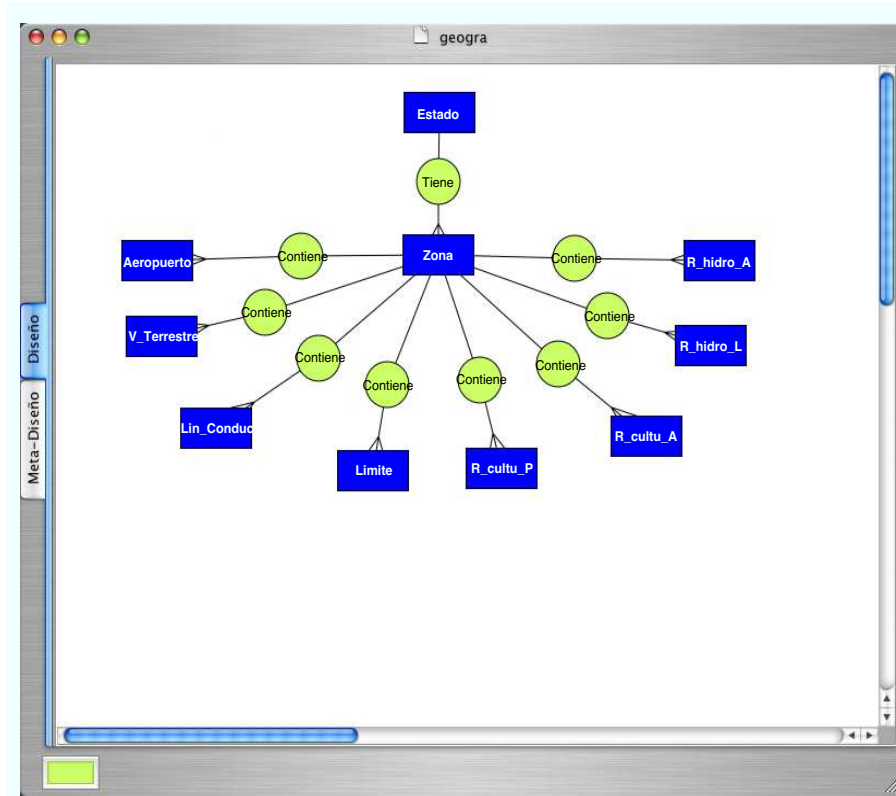 geogra
Estado
Tiene
Zona
Aeropuerto
Contiene
Contiene
R_hidro_A
V_Terrestre
Contiene
Contiene
R_hidro_L
Contiene
Contiene
Contiene
Contiene
Lin_Conduc
Limite
R_cultu_P
R_cultu_A
Diseño
Meta-Diseño